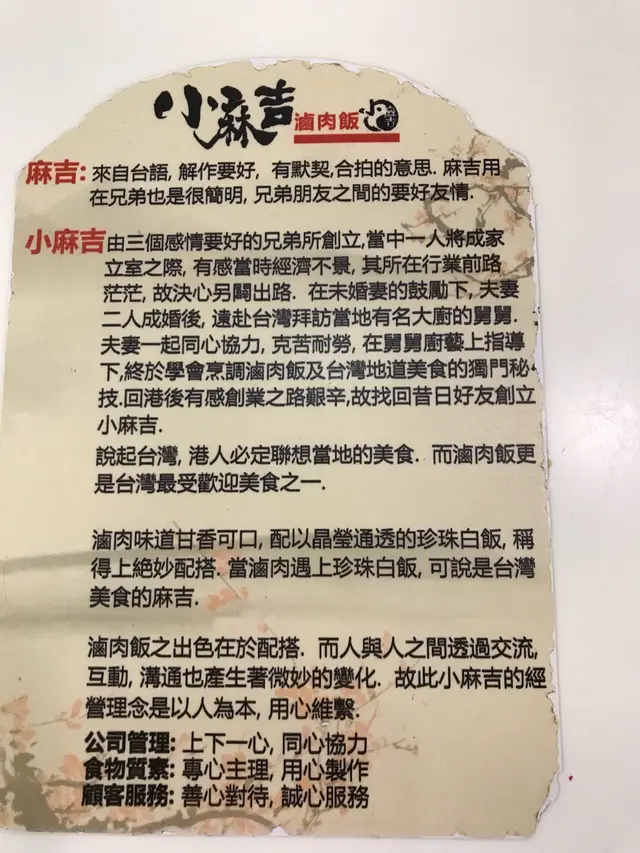 小麻吉 滷肉飯
麻吉: 來自台語, 解作要好, 有默契,合拍的意思. 麻吉用
在兄弟也是很簡明, 兄弟朋友之間的要好友情.
小麻吉 由三個感情要好的兄弟所創立,當中一人將成家
立室之際, 有感當時經濟不景, 其所在行業前路
茫茫, 故決心另闢出路. 在未婚妻的鼓勵下, 夫妻
二人成婚後, 遠赴台灣拜訪當地有名大廚的舅舅.
夫妻一起同心協力, 克苦耐勞, 在舅舅廚藝上指導
下,終於學會烹調滷肉飯及台灣地道美食的獨門秘
技.回港後有感創業之路艱辛,故找回昔日好友創立
小麻吉.
說起台灣, 港人必定聯想當地的美食. 而滷肉飯更
是台灣最受歡迎美食之一.
滷肉味道甘香可口, 配以晶瑩通透的珍珠白飯, 稱
得上絕妙配搭. 當滷肉遇上珍珠白飯, 可說是台灣
美食的麻吉.
滷肉飯之出色在於配搭. 而人與人之間透過交流,
互動, 溝通也產生著微妙的變化. 故此小麻吉的經
營理念是以人為本, 用心維繫.
公司管理: 上下一心, 同心協力
食物質素: 專心主理, 用心製作
顧客服務: 善心對待, 誠心服務